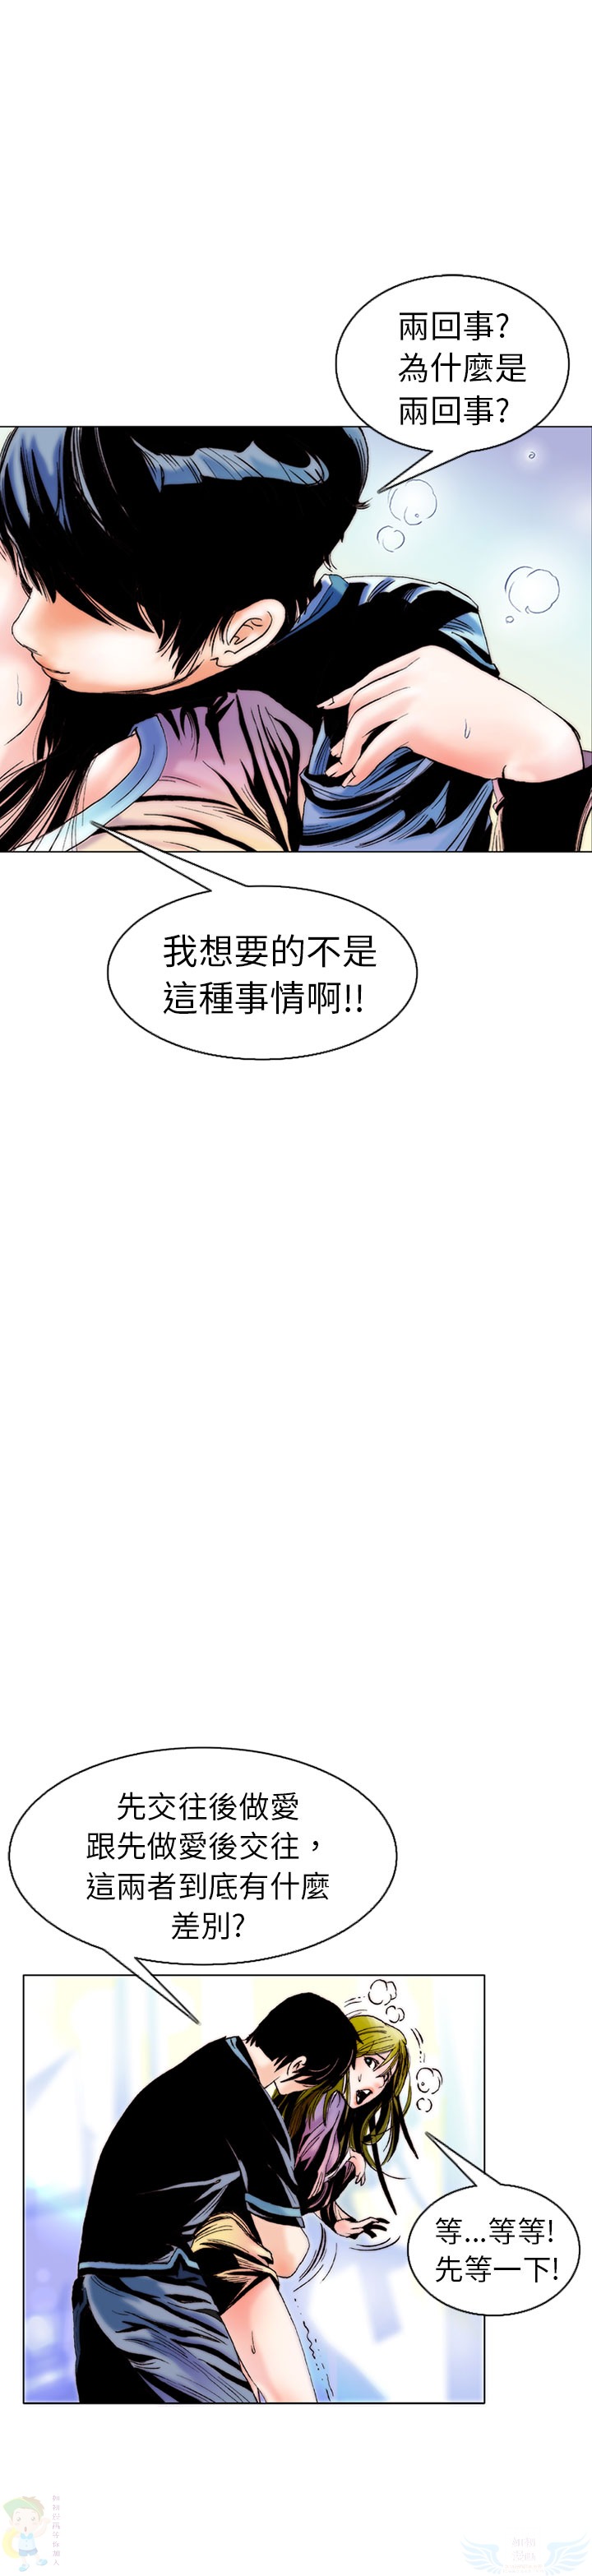 兩回事?
為什麼是
兩回事?
我想要的不是
這種事情啊!!
先交往後做愛
跟先做愛後交往，
這兩者到底有什麼
差別?
等...等等!
先等一下!